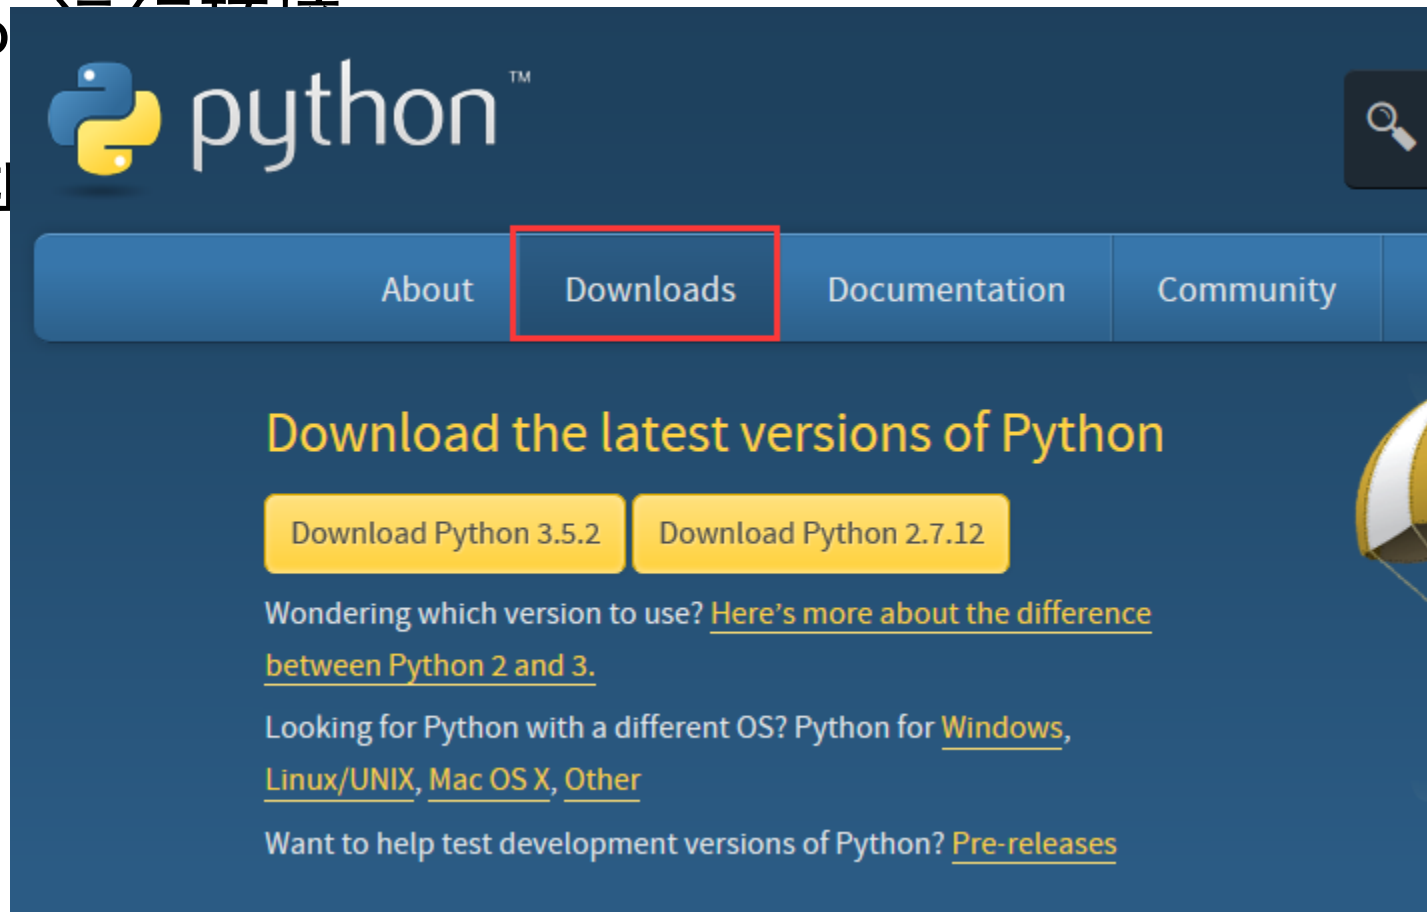 python™
About Downloads Documentation Community
Download the latest versions of Python
Download Python 3.5.2 Download Python 2.7.12
Wondering which version to use? Here's more about the difference
between Python 2 and 3.
Looking for Python with a different OS? Python for Windows,
Linux/UNIX, Mac OS X, Other
Want to help test development versions of Python? Pre-releases